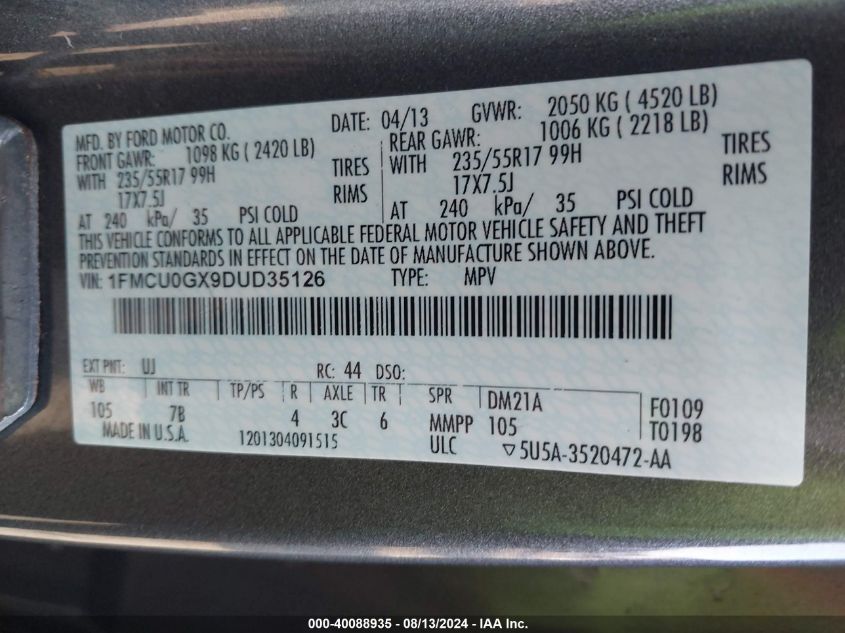 MFD. BY FORD MOTOR CO. DATE: 04/13 GVWR: 2050 KG ( 4520 LB)
FRONT GAWR: 1098 KG ( 2420 LB) REAR GAWR: 1006 KG ( 2218 LB)
WITH 235/55R17 99H TIRES WITH 235/55R17 99H TIRES
17X7.5J RIMS 17X7.5J RIMS
AT 240 kPa/ 35 PSI COLD AT 240 kPa/ 35 PSI COLD
THIS VEHICLE CONFORMS TO ALL APPLICABLE FEDERAL MOTOR VEHICLE SAFETY AND THEFT
PREVENTION STANDARDS IN EFFECT ON THE DATE OF MANUFACTURE SHOWN ABOVE.
VIN: 1FMCU0GX9DUD35126 TYPE: MPV
EXT PNT: UJ RC: 44 DSO:
WB INT TR TP/PS R AXLE TR SPR DM21A F0109
105 7B 4 3C 6 MMPP 105 T0198
MADE IN U.S.A. 1201304091515 ULC ▽5U5A-3520472-AA
000-40088935 - 08/13/2024 - IAA Inc.